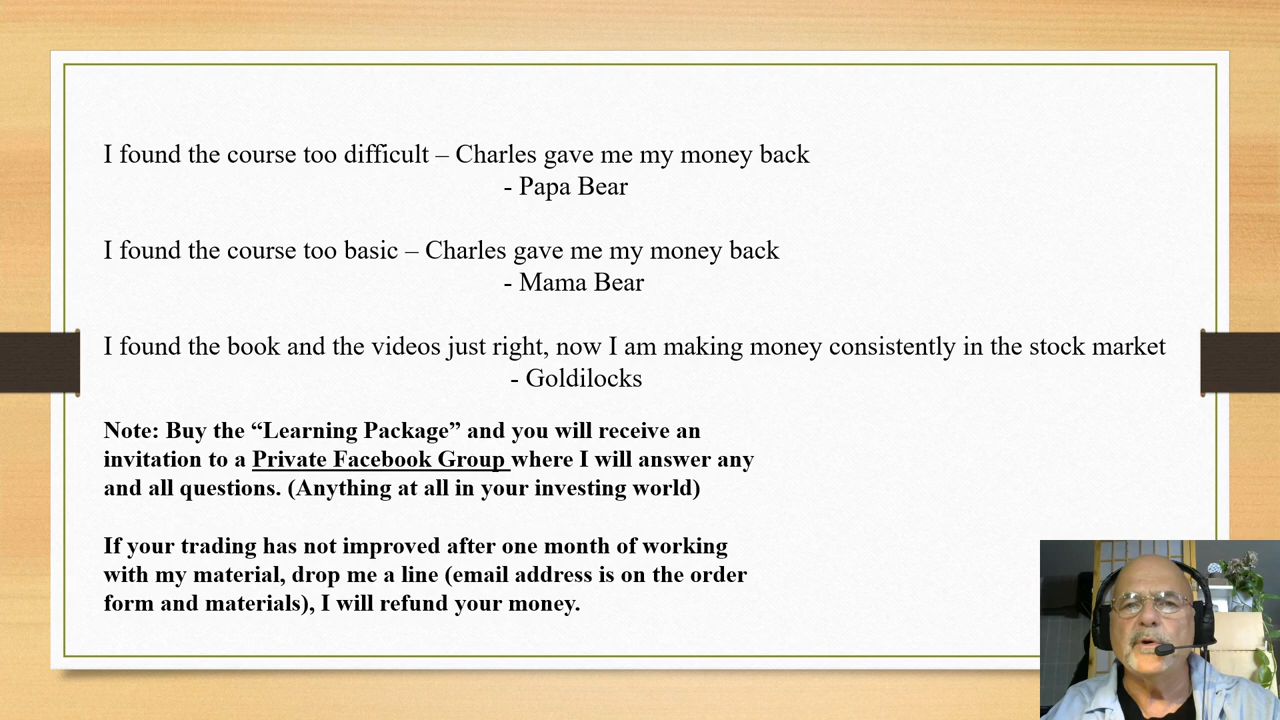 I found the course too difficult – Charles gave me my money back
- Papa Bear
I found the course too basic – Charles gave me my money back
- Mama Bear
I found the book and the videos just right, now I am making money consistently in the stock market
- Goldilocks
Note: Buy the “Learning Package” and you will receive an
invitation to a Private Facebook Group where I will answer any
and all questions. (Anything at all in your investing world)
If your trading has not improved after one month of working
with my material, drop me a line (email address is on the order
form and materials), I will refund your money.